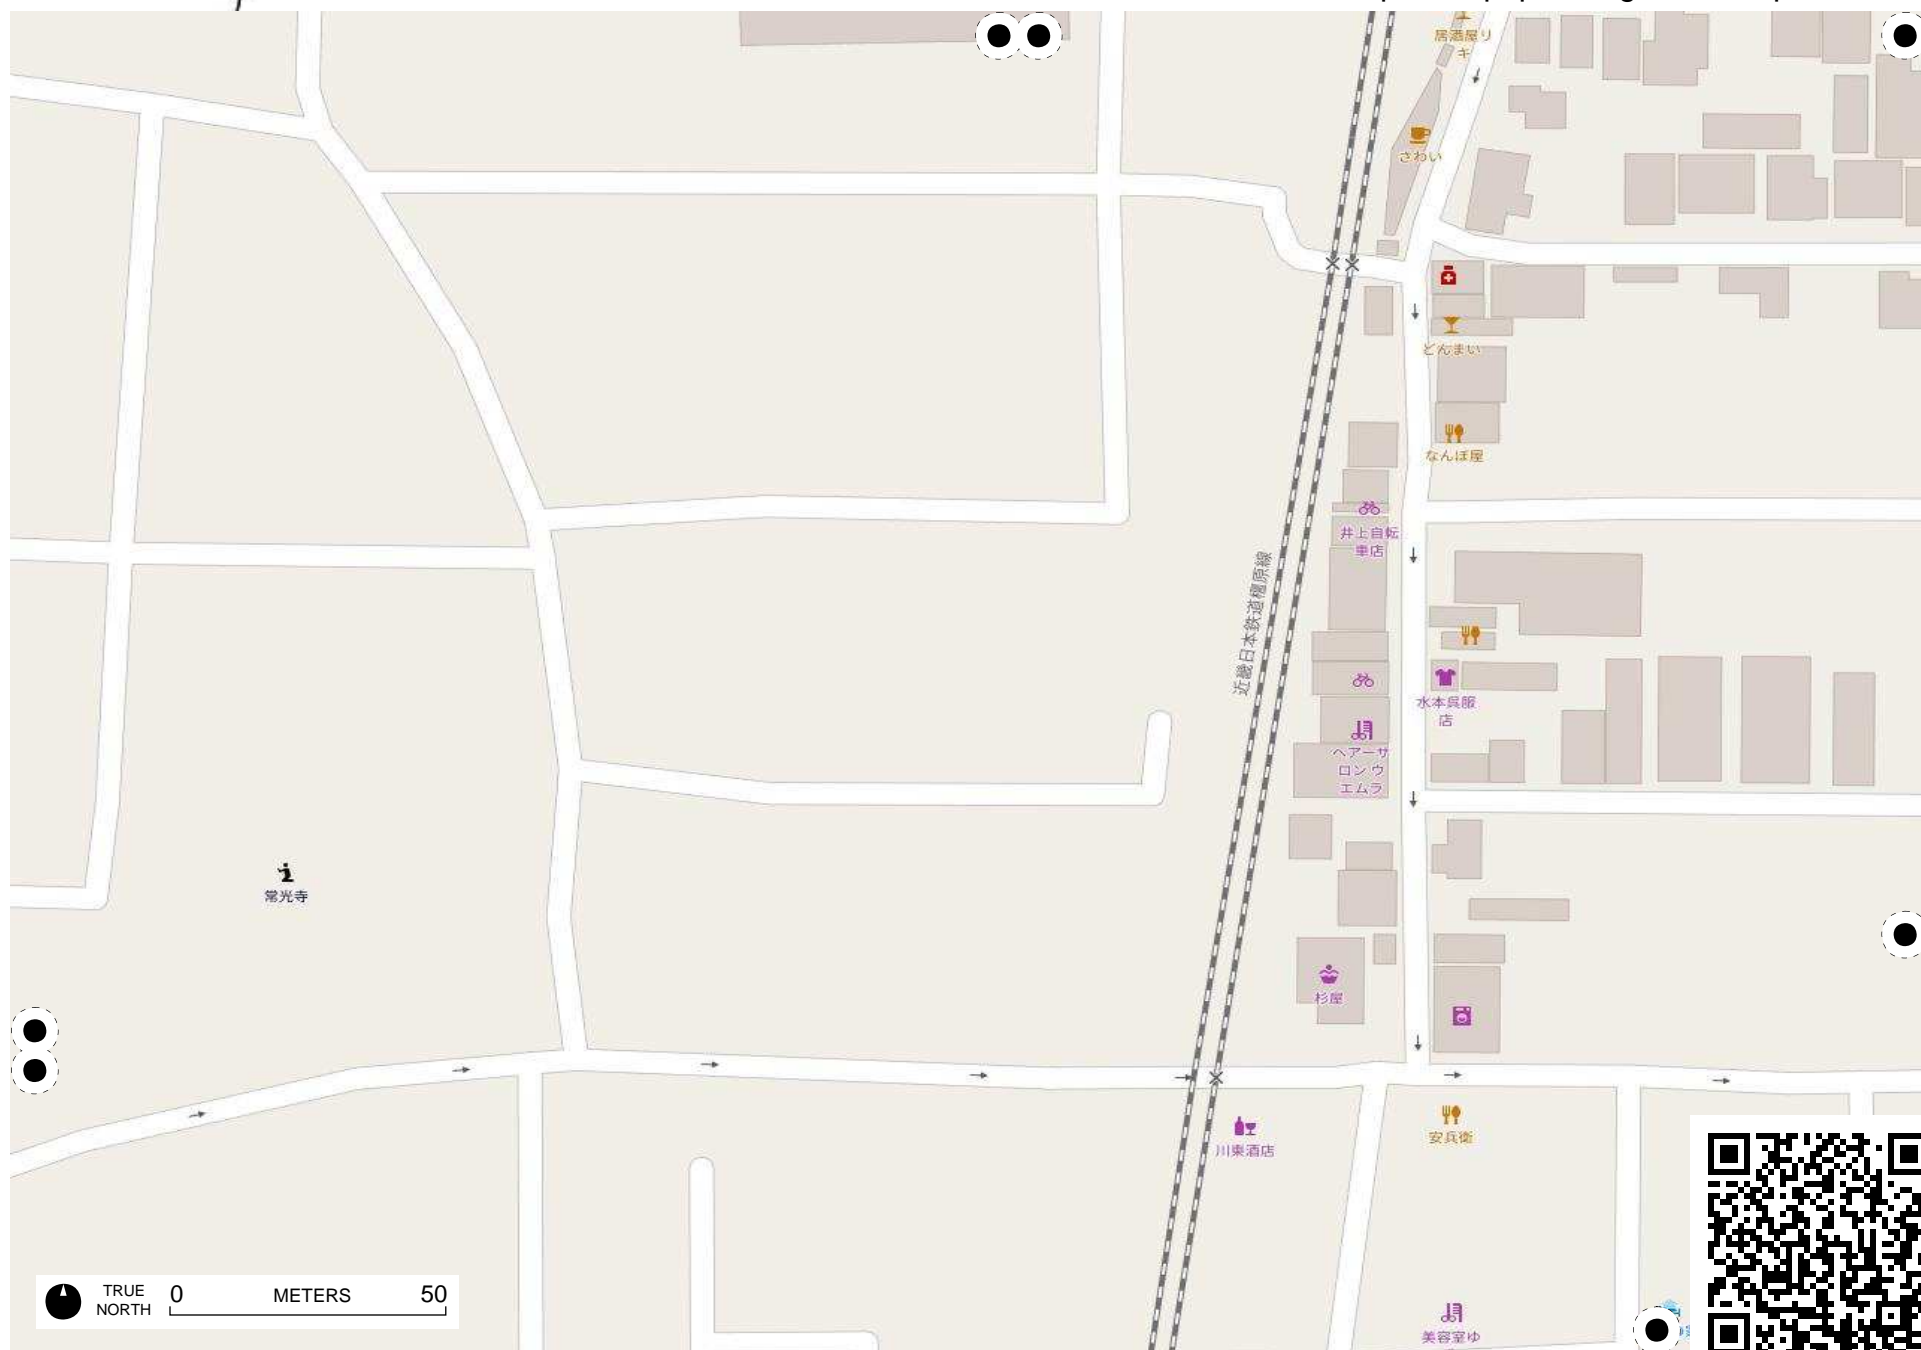 居酒屋リ
キ
さわい
どんまい
なんぼ屋
井上自転
車店
近畿日本鉄道橿原線
水本呉服
店
ヘアーサ
ロン ウ
エムラ
常光寺
杉屋
川東酒店
安兵衛
TRUE
NORTH
0 METERS 50
美容室ゆ